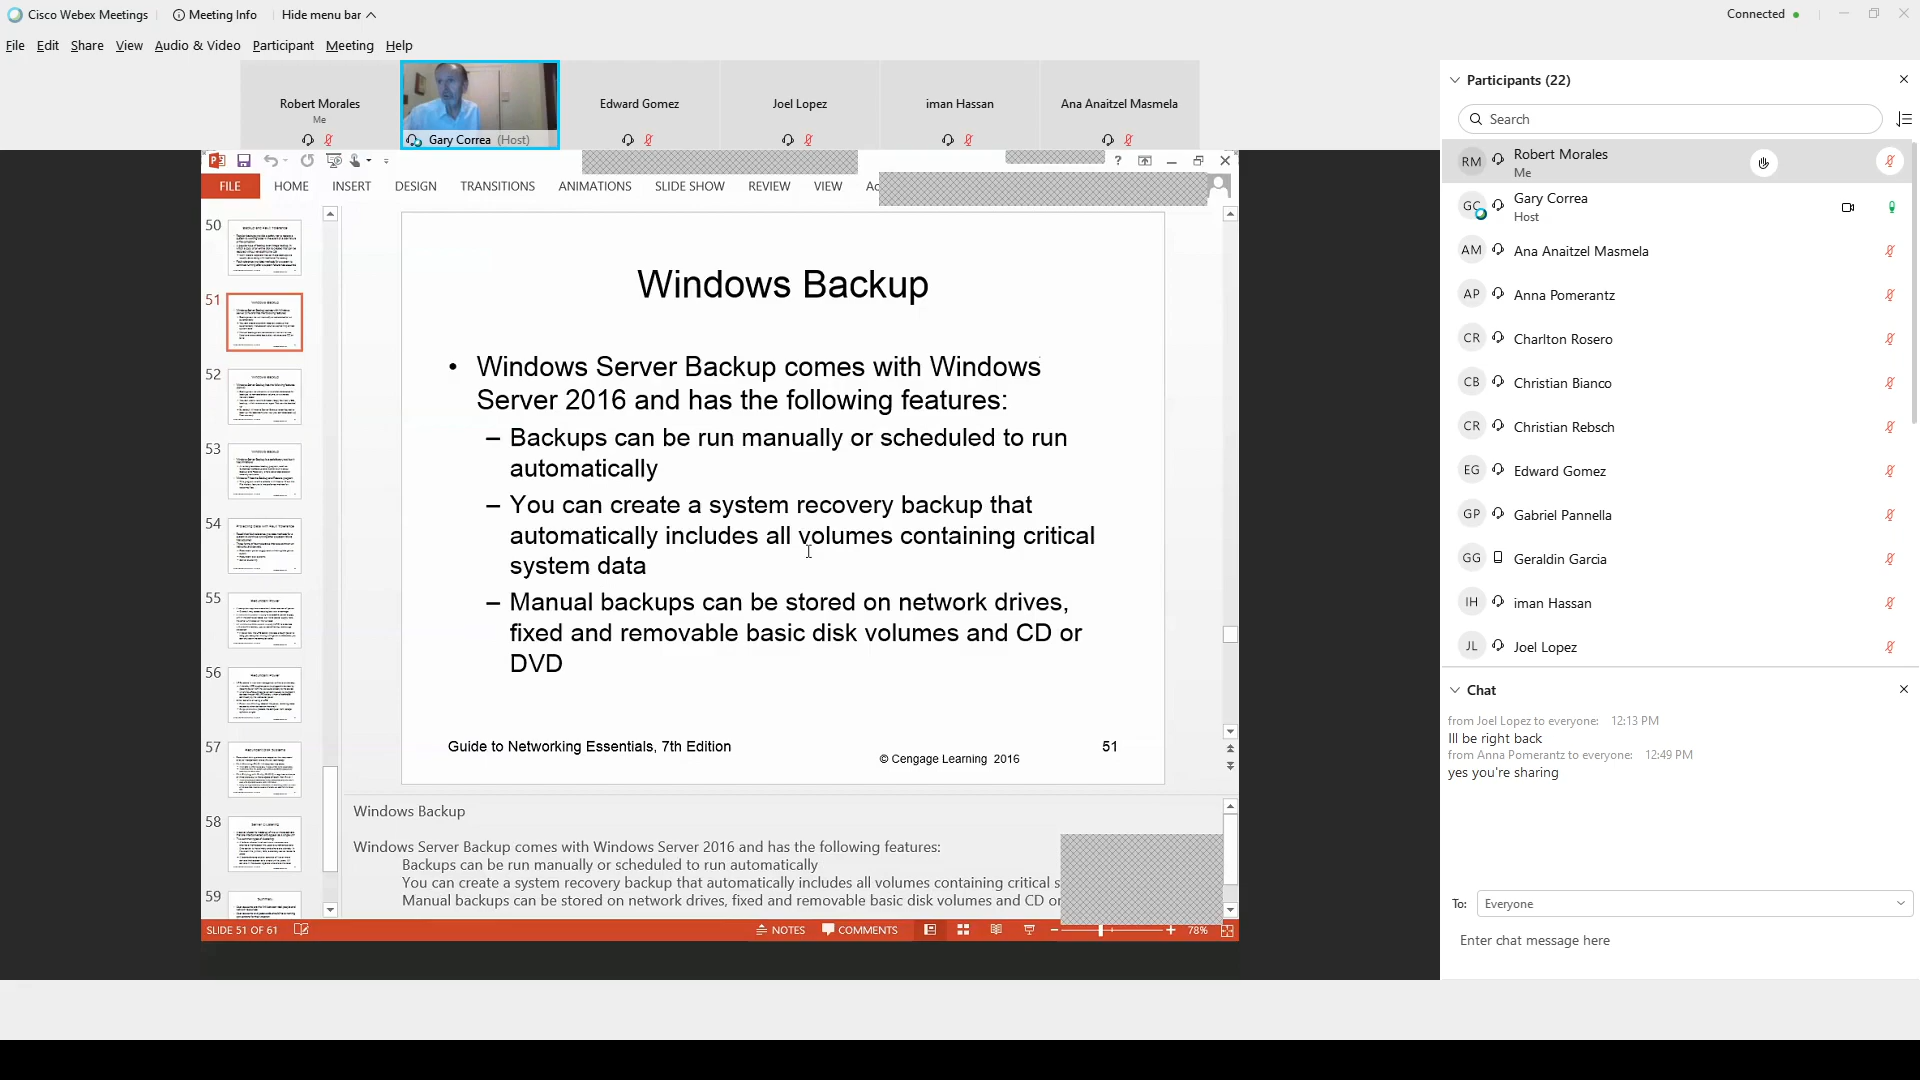 Cisco Webex Meetings
Meeting Info
Hide menu bar
Connected
File Edit Share View Audio & Video Participant Meeting Help
Robert Morales
Me
Gary Correa (Host)
Edward Gomez
Joel Lopez
iman Hassan
Ana Anaitzel Masmela
FILE HOME INSERT DESIGN TRANSITIONS ANIMATIONS SLIDE SHOW REVIEW VIEW
50
51
52
53
54
55
56
57
58
59
Windows Backup
• Windows Server Backup comes with Windows
Server 2016 and has the following features:
– Backups can be run manually or scheduled to run
automatically
– You can create a system recovery backup that
automatically includes all volumes containing critical
system data
– Manual backups can be stored on network drives,
fixed and removable basic disk volumes and CD or
DVD
Guide to Networking Essentials, 7th Edition
© Cengage Learning 2016
51
Windows Backup
Windows Server Backup comes with Windows Server 2016 and has the following features:
Backups can be run manually or scheduled to run automatically
You can create a system recovery backup that automatically includes all volumes containing critical s
Manual backups can be stored on network drives, fixed and removable basic disk volumes and CD or
SLIDE 51 OF 61
NOTES
COMMENTS
78%
Participants (22)
Search
RM Robert Morales
Me
GC Gary Correa
Host
AM Ana Anaitzel Masmela
AP Anna Pomerantz
CR Charlton Rosero
CB Christian Bianco
CR Christian Rebsch
EG Edward Gomez
GP Gabriel Pannella
GG Geraldin Garcia
IH iman Hassan
JL Joel Lopez
Chat
from Joel Lopez to everyone: 12:13 PM
Ill be right back
from Anna Pomerantz to everyone: 12:49 PM
yes you're sharing
To: Everyone
Enter chat message here